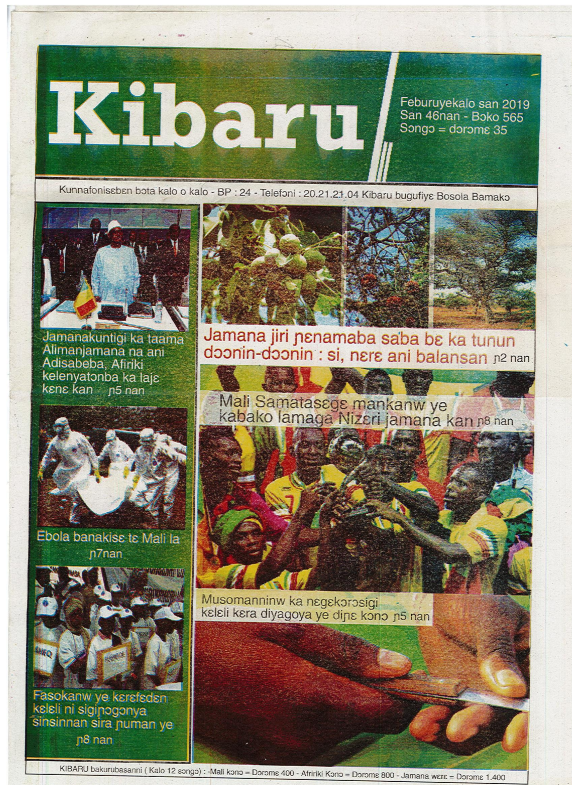 Kibaru
Feburuyekalo san 2019
San 46nan - Bɔko 565
Sɔngɔ = dɔrɔmɛ 35
Kunnafonisɛbɛn bɔta kalo o kalo - BP : 24 - Telefɔni : 20.21.21.04 Kibaru bugufiyɛ Bosola Bamakɔ
Jamanakuntigi ka taama
Alimanjamana na ani
Adisabeba, Afiriki
kelenyatɔnba ka lajɛ
kɛnɛ kan ɲ5 nan
Ebola banakisɛ tɛ Mali la
ɲ7nan
Fasokanw ye kɛrɛfɛdɛn
kɛlɛli ni sigiɲɔgɔnya
sinsinnan sira ɲuman ye
ɲ8 nan
Jamana jiri ɲɛnamaba saba bɛ ka tunun
dɔɔnin-dɔɔnin : si, nɛrɛ ani balansan ɲ2 nan
Mali Samatasɛgɛ mankanw ye
kabako lamaga Nizɛri jamana kan ɲ8 nan
Musomanninw ka nɛgɛkɔrɔsigi
kɛlɛli kɛra diyagoya ye diɲɛ kɔnɔ ɲ5 nan
KIBARU bakurubasanni ( Kalo 12 sɔngɔ) : -Mali kɔnɔ = Dɔrɔmɛ 400 - Afiriki Kɔnɔ = Dɔrɔmɛ 800 - Jamana wɛrɛ = Dɔrɔmɛ 1.400